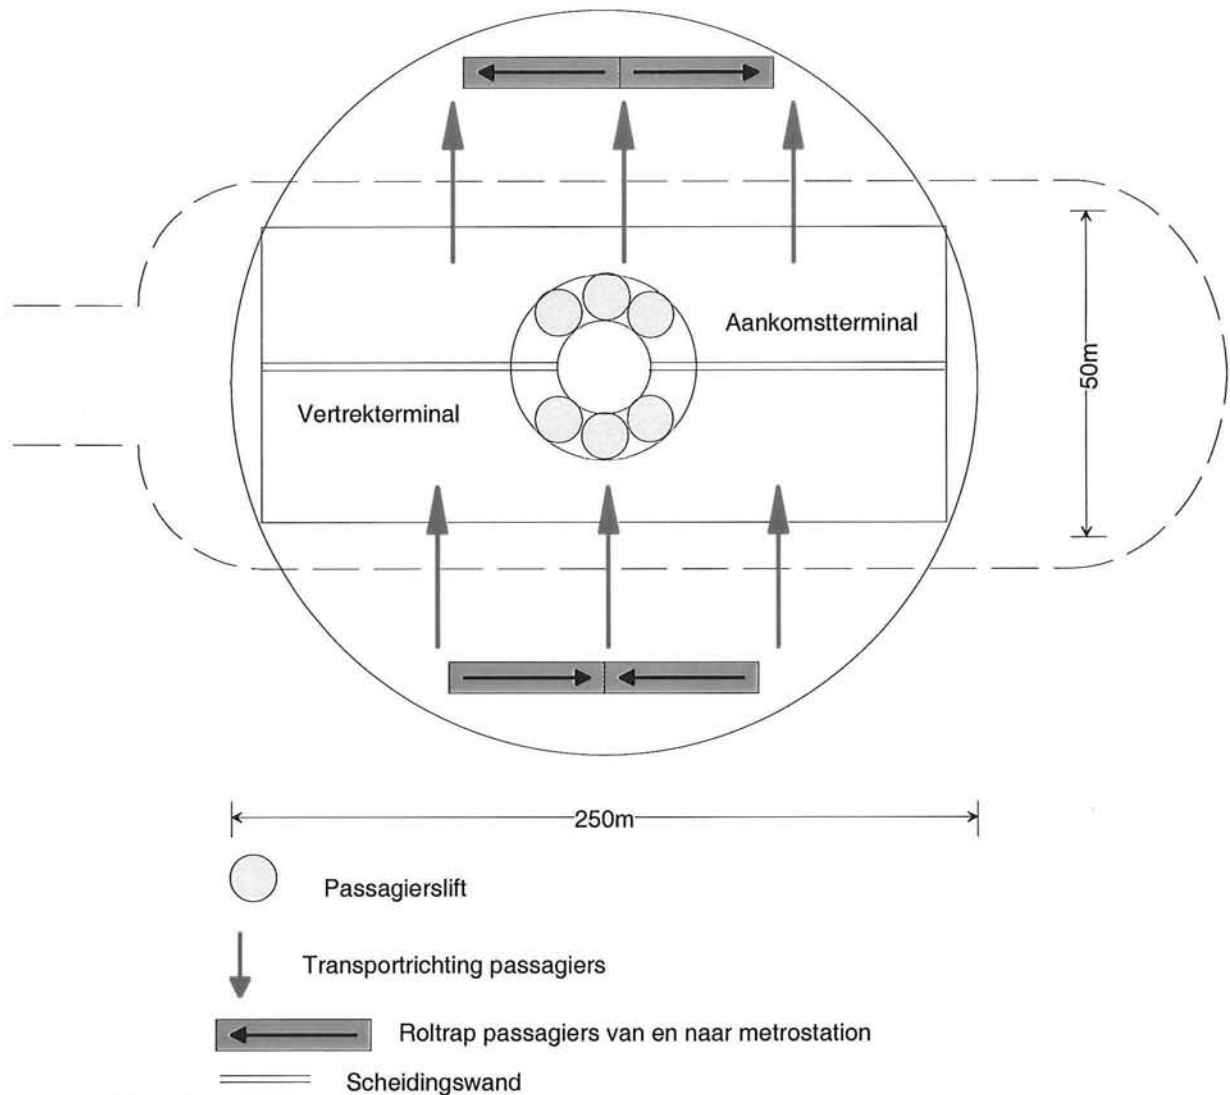 Aankomstterminal
50m
Vertrekterminal
250m
Passagierslift
Transportrichting passagiers
Roltrap passagiers van en naar metrostation
Scheidingswand